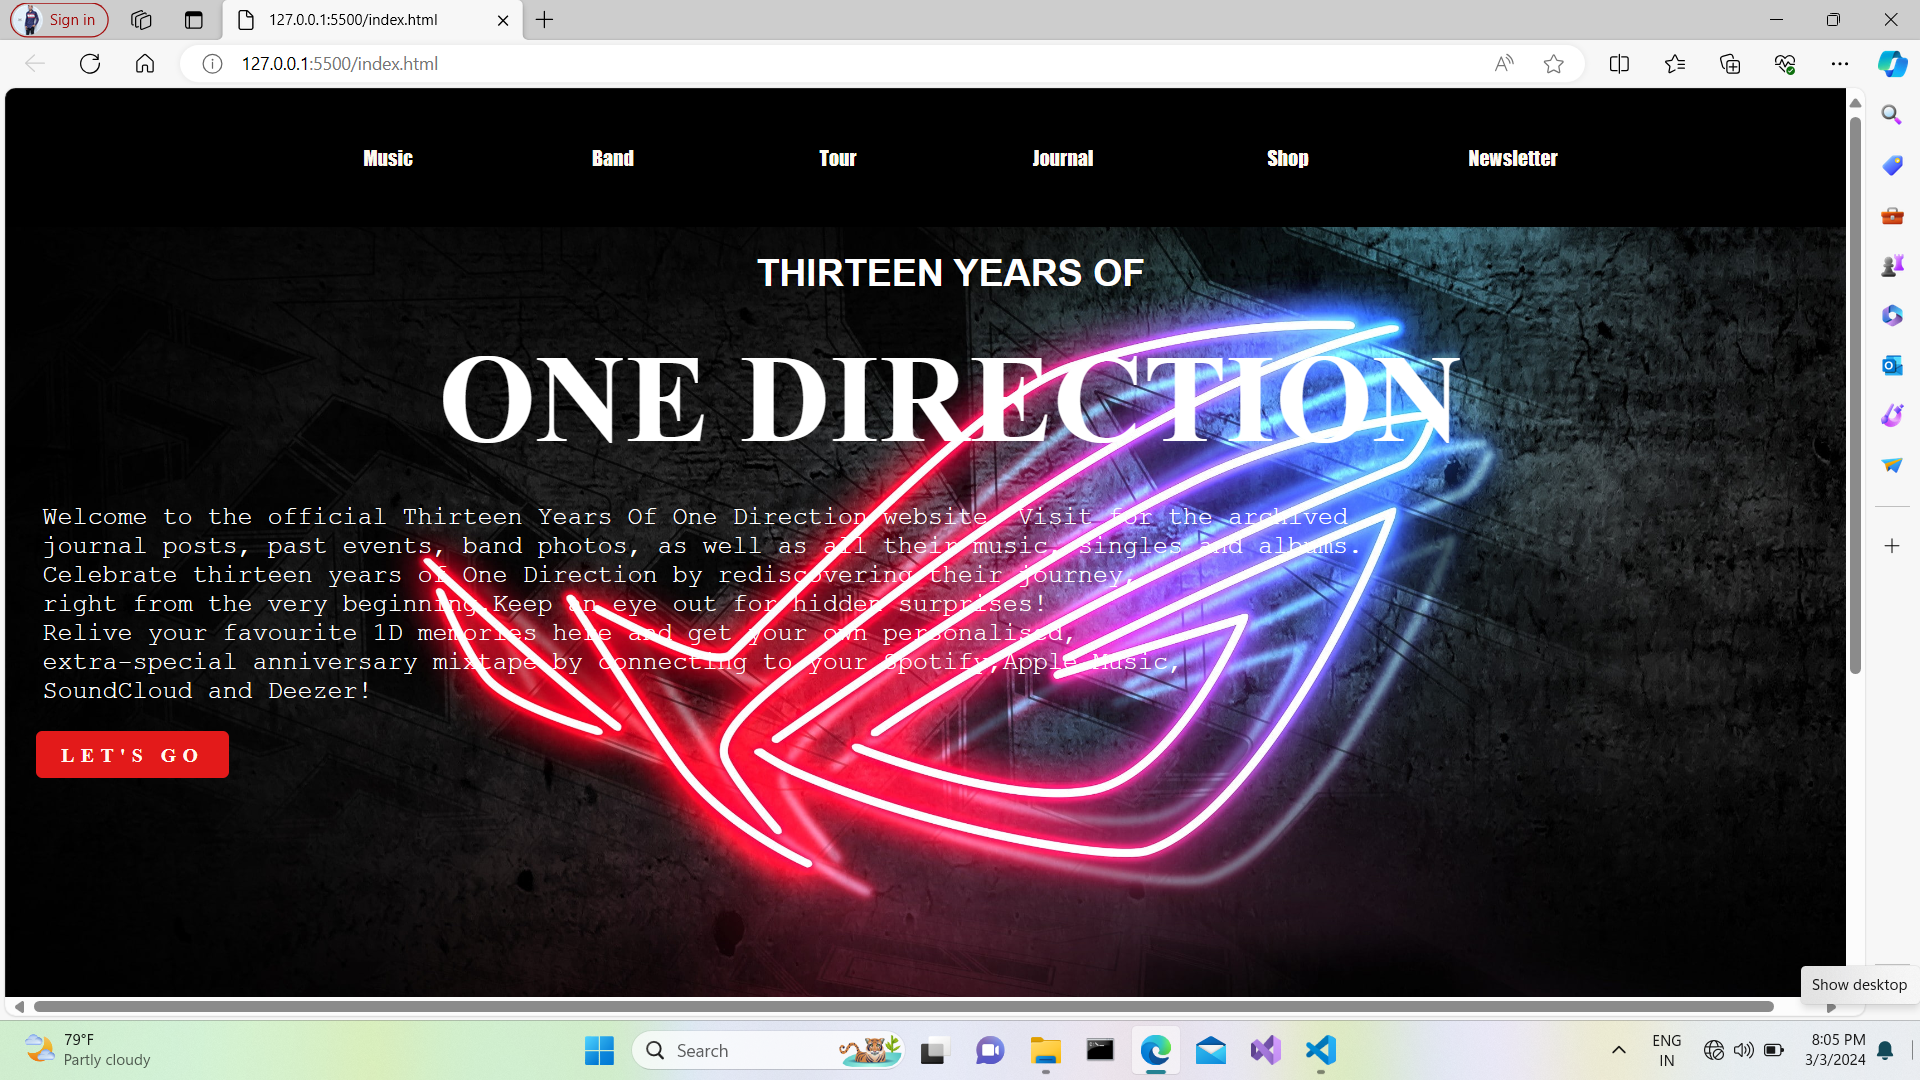 Sign in
127.0.0.1:5500/index.html
127.0.0.1:5500/index.html
Music Band Tour Journal Shop Newsletter
THIRTEEN YEARS OF
ONE DIRECTION
Welcome to the official Thirteen Years Of One Direction website. Visit for the archived
journal posts, past events, band photos, as well as all their music, singles and albums.
Celebrate thirteen years of One Direction by rediscovering their journey,
right from the very beginning.Keep an eye out for hidden surprises!
Relive your favourite 1D memories here and get your own personalised,
extra-special anniversary mixtape by connecting to your Spotify,Apple Music,
SoundCloud and Deezer!
LET'S GO
Show desktop
79°F
Partly cloudy
Search
ENG
IN
8:05 PM
3/3/2024